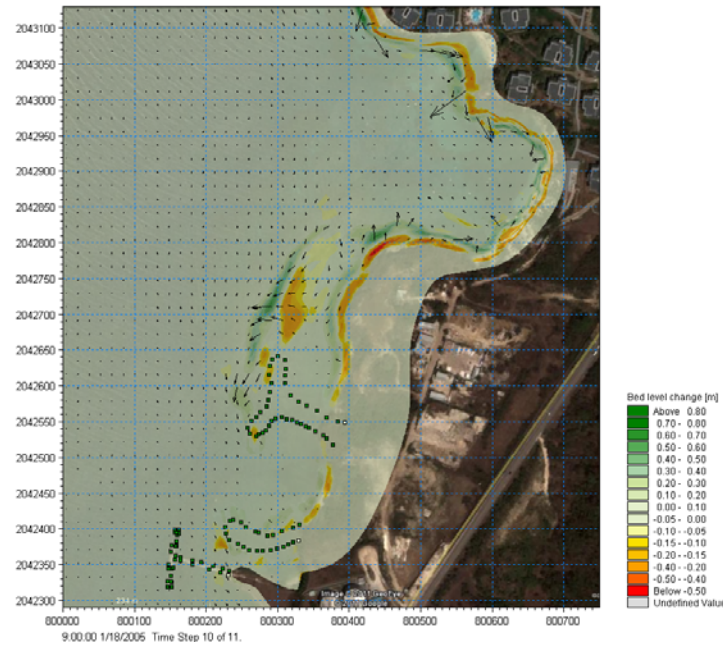 2043100
2043050
2043000
2042950
2042900
2042850
2042800
2042750
2042700
2042650
2042600
2042550
2042500
2042450
2042400
2042350
2042300
800000 800100 800200 800300 800400 800500 800600 800700
9:00:00 1/18/2005 Time Step 10 of 11.
Bed level change [m]
Above 0.80
0.70 - 0.80
0.60 - 0.70
0.50 - 0.60
0.40 - 0.50
0.30 - 0.40
0.20 - 0.30
0.10 - 0.20
0.00 - 0.10
-0.05 - 0.00
-0.10 - -0.05
-0.15 - -0.10
-0.20 - -0.15
-0.40 - -0.20
-0.50 - -0.40
Below -0.50
Undefined Value
Image ©